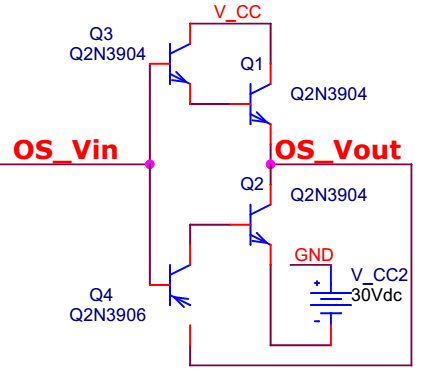 V_CC
Q3
Q2N3904
Q1
Q2N3904
OS_Vin
OS_Vout
Q2
Q2N3904
GND
V_CC2
30Vdc
+
-
Q4
Q2N3906